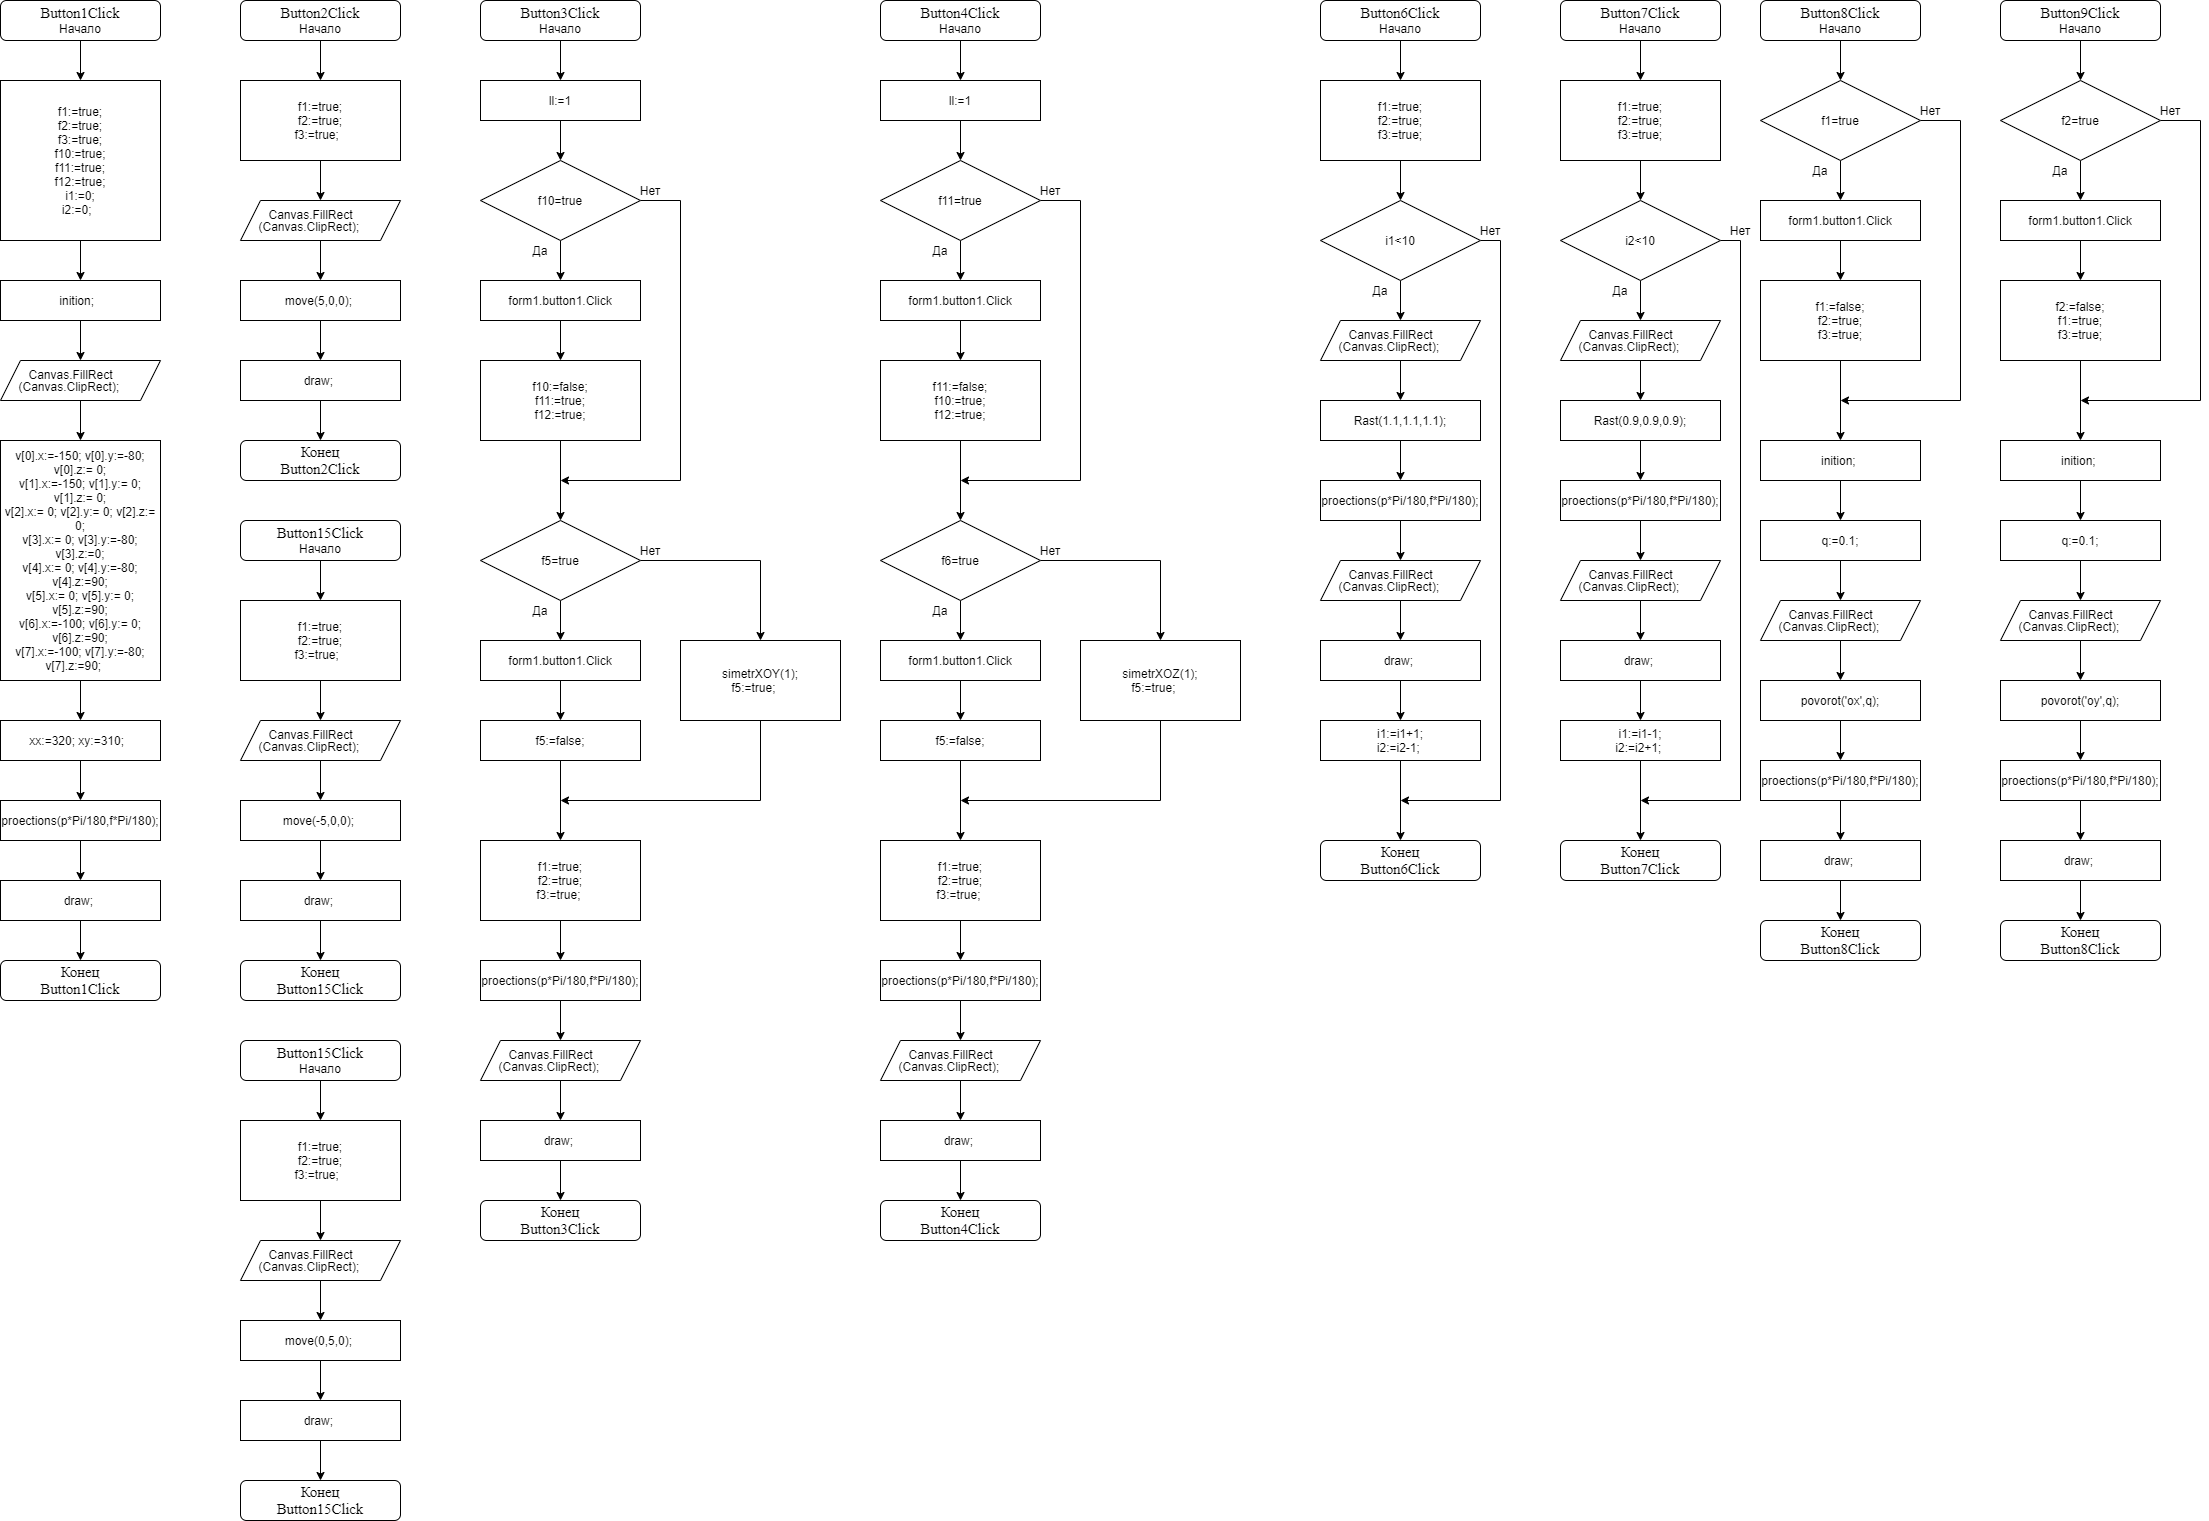 Button1Click
Начало
f1:=true;
f2:=true;
f3:=true;
f10:=true;
f11:=true;
f12:=true;
i1:=0;
i2:=0;
inition;
Canvas.FillRect
(Canvas.ClipRect);
v[0].x:=-150; v[0].y:=-80;
v[0].z:= 0;
v[1].x:=-150; v[1].y:= 0;
v[1].z:= 0;
v[2].x:= 0; v[2].y:= 0; v[2].z:=
0;
v[3].x:= 0; v[3].y:=-80;
v[3].z:=0;
v[4].x:= 0; v[4].y:=-80;
v[4].z:=90;
v[5].x:= 0; v[5].y:= 0;
v[5].z:=90;
v[6].x:=-100; v[6].y:= 0;
v[6].z:=90;
v[7].x:=-100; v[7].y:=-80;
v[7].z:=90;
xx:=320; xy:=310;
proections(p*Pi/180,f*Pi/180);
draw;
Конец
Button1Click
Button2Click
Начало
f1:=true;
f2:=true;
f3:=true;
Canvas.FillRect
(Canvas.ClipRect);
move(5,0,0);
draw;
Конец
Button2Click
Button15Click
Начало
f1:=true;
f2:=true;
f3:=true;
Canvas.FillRect
(Canvas.ClipRect);
move(-5,0,0);
draw;
Конец
Button15Click
Button15Click
Начало
f1:=true;
f2:=true;
f3:=true;
Canvas.FillRect
(Canvas.ClipRect);
move(0,5,0);
draw;
Конец
Button15Click
Button3Click
Начало
ll:=1
f10=true
Нет
Да
form1.button1.Click
f10:=false;
f11:=true;
f12:=true;
f5=true
Нет
Да
form1.button1.Click
simetrXOY(1);
f5:=true;
f5:=false;
f1:=true;
f2:=true;
f3:=true;
proections(p*Pi/180,f*Pi/180);
Canvas.FillRect
(Canvas.ClipRect);
draw;
Конец
Button3Click
Button4Click
Начало
ll:=1
f11=true
Нет
Да
form1.button1.Click
f11:=false;
f10:=true;
f12:=true;
f6=true
Нет
Да
form1.button1.Click
simetrXOZ(1);
f5:=true;
f5:=false;
f1:=true;
f2:=true;
f3:=true;
proections(p*Pi/180,f*Pi/180);
Canvas.FillRect
(Canvas.ClipRect);
draw;
Конец
Button4Click
Button6Click
Начало
f1:=true;
f2:=true;
f3:=true;
i1<10
Нет
Да
Canvas.FillRect
(Canvas.ClipRect);
Rast(1.1,1.1,1.1);
proections(p*Pi/180,f*Pi/180);
Canvas.FillRect
(Canvas.ClipRect);
draw;
i1:=i1+1;
i2:=i2-1;
Конец
Button6Click
Button7Click
Начало
f1:=true;
f2:=true;
f3:=true;
i2<10
Нет
Да
Canvas.FillRect
(Canvas.ClipRect);
Rast(0.9,0.9,0.9);
proections(p*Pi/180,f*Pi/180);
Canvas.FillRect
(Canvas.ClipRect);
draw;
i1:=i1-1;
i2:=i2+1;
Конец
Button7Click
Button8Click
Начало
f1=true
Нет
Да
form1.button1.Click
f1:=false;
f2:=true;
f3:=true;
inition;
q:=0.1;
Canvas.FillRect
(Canvas.ClipRect);
povorot('ox',q);
proections(p*Pi/180,f*Pi/180);
draw;
Конец
Button8Click
Button9Click
Начало
f2=true
Нет
Да
form1.button1.Click
f2:=false;
f1:=true;
f3:=true;
inition;
q:=0.1;
Canvas.FillRect
(Canvas.ClipRect);
povorot('oy',q);
proections(p*Pi/180,f*Pi/180);
draw;
Конец
Button8Click